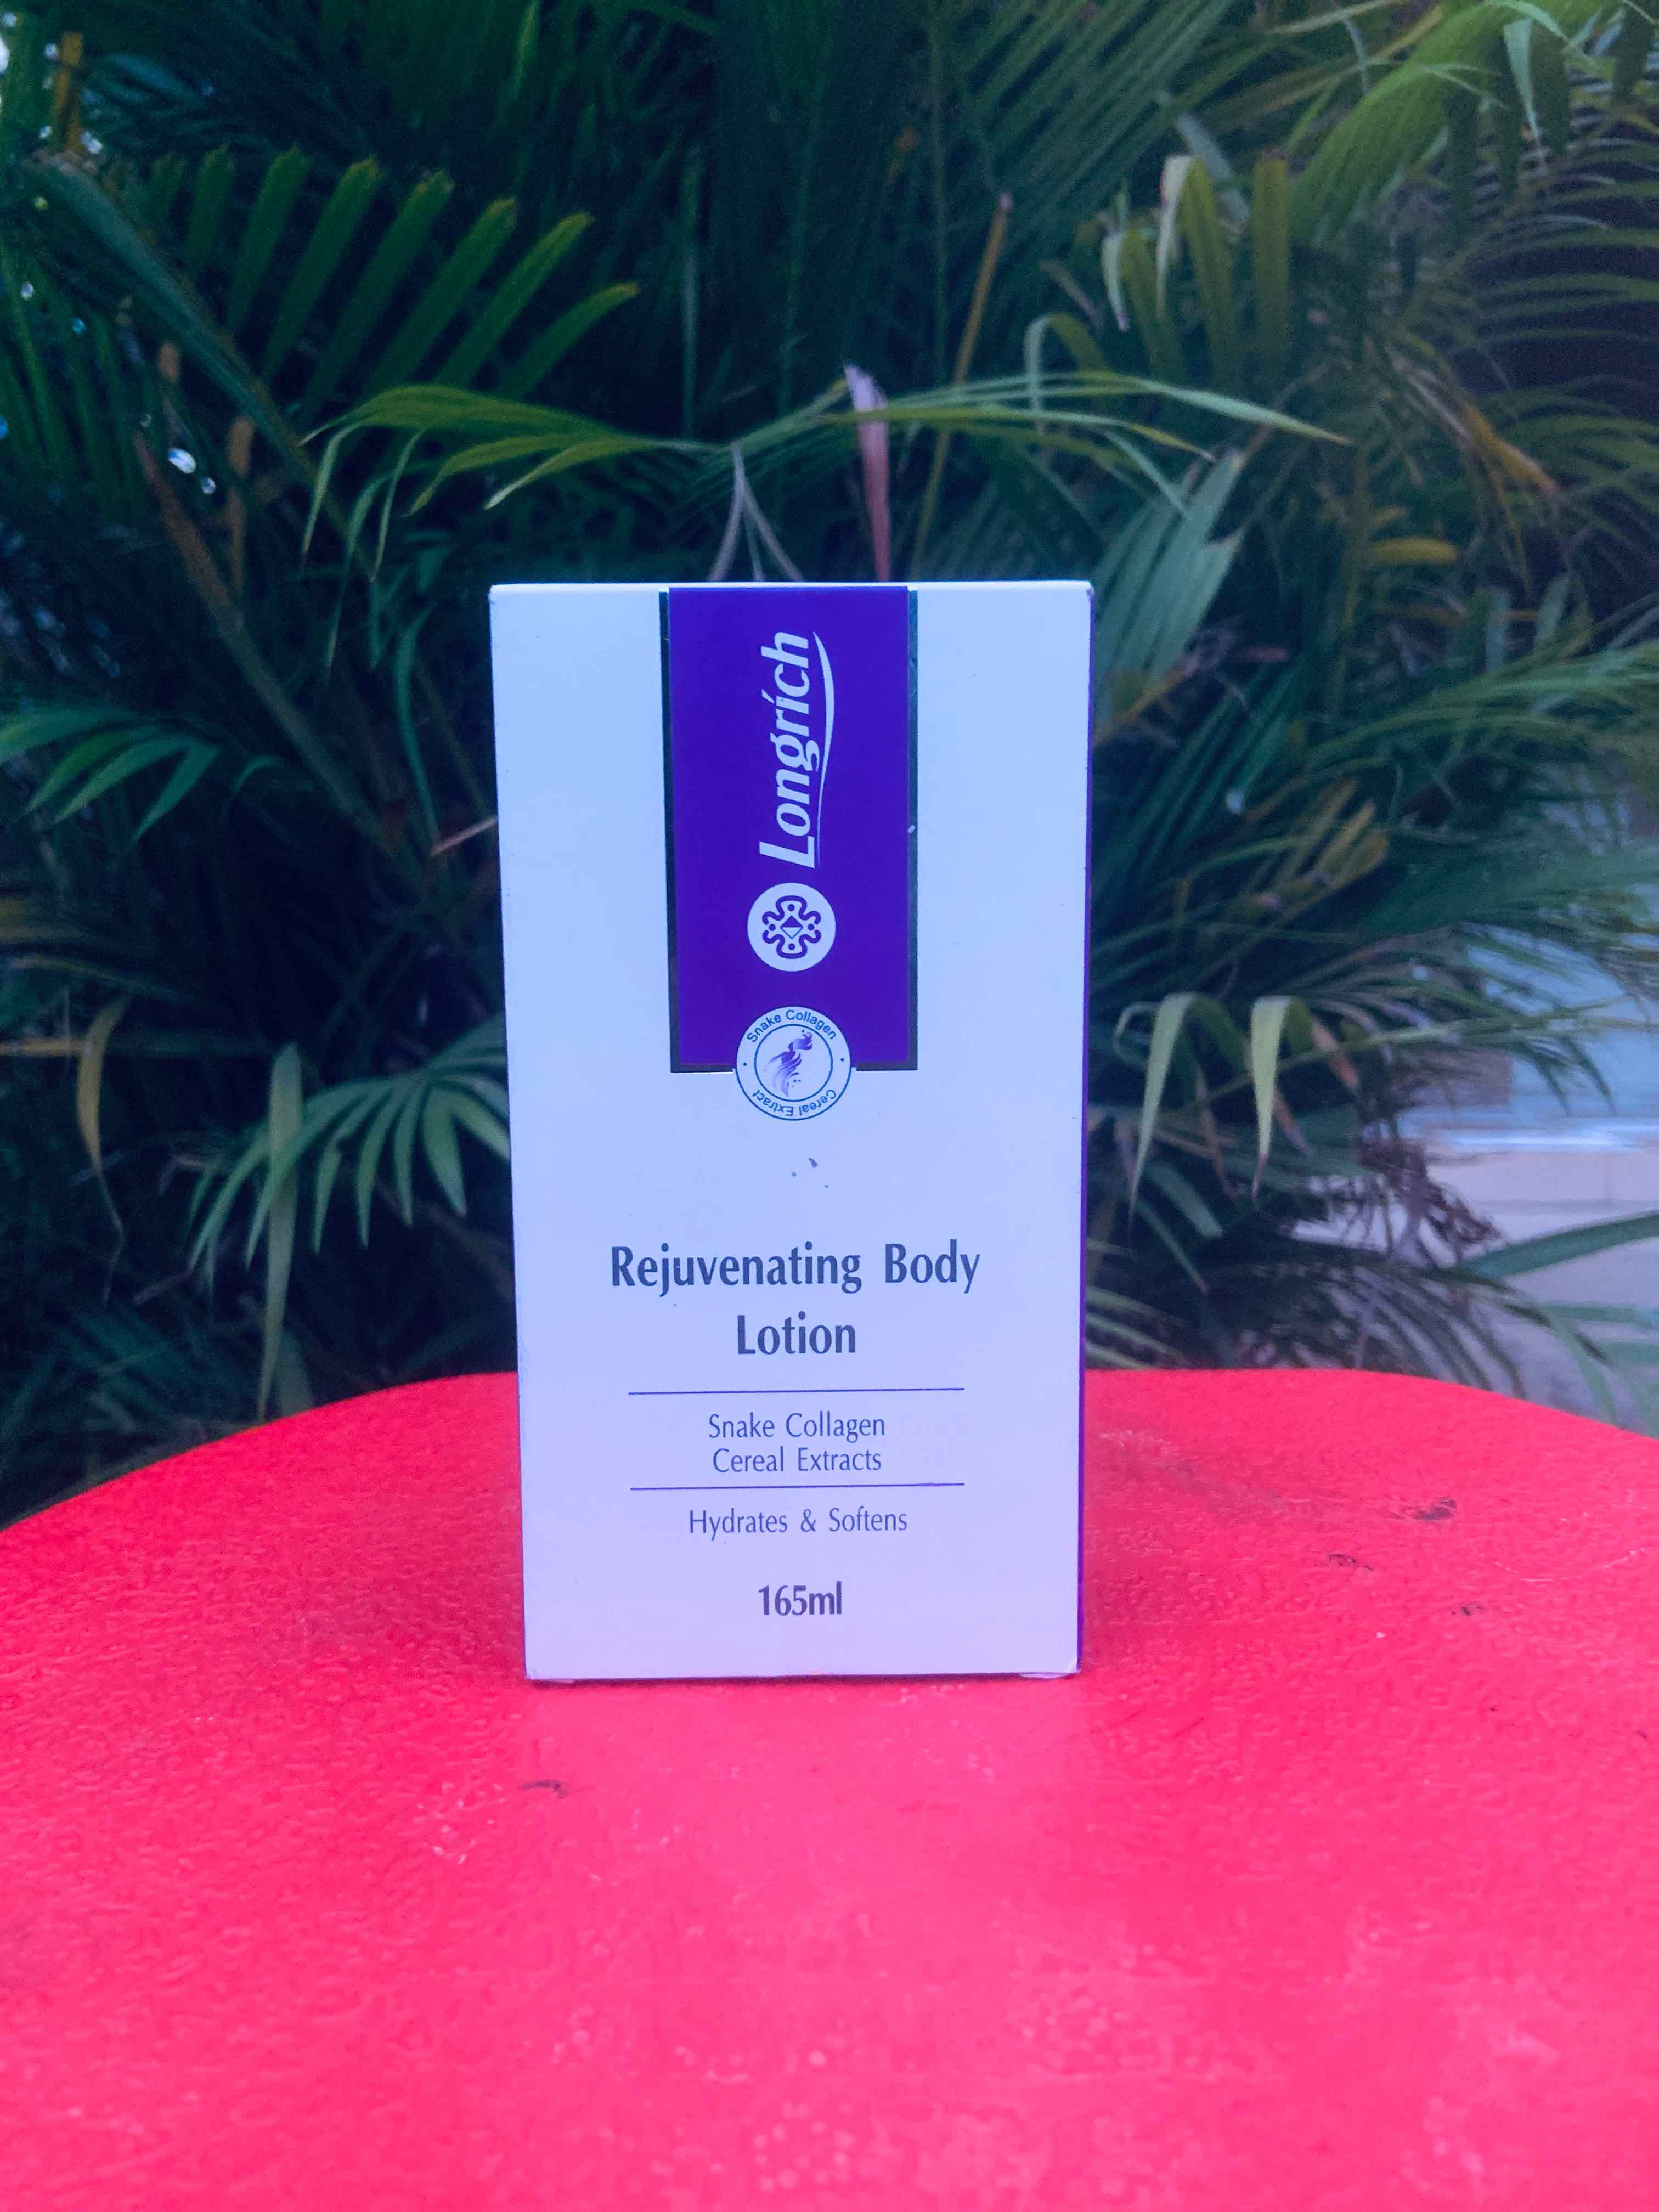 Longrich
Snake Collagen
Cereal Extract
Rejuvenating Body
Lotion
Snake Collagen
Cereal Extracts
Hydrates & Softens
165ml